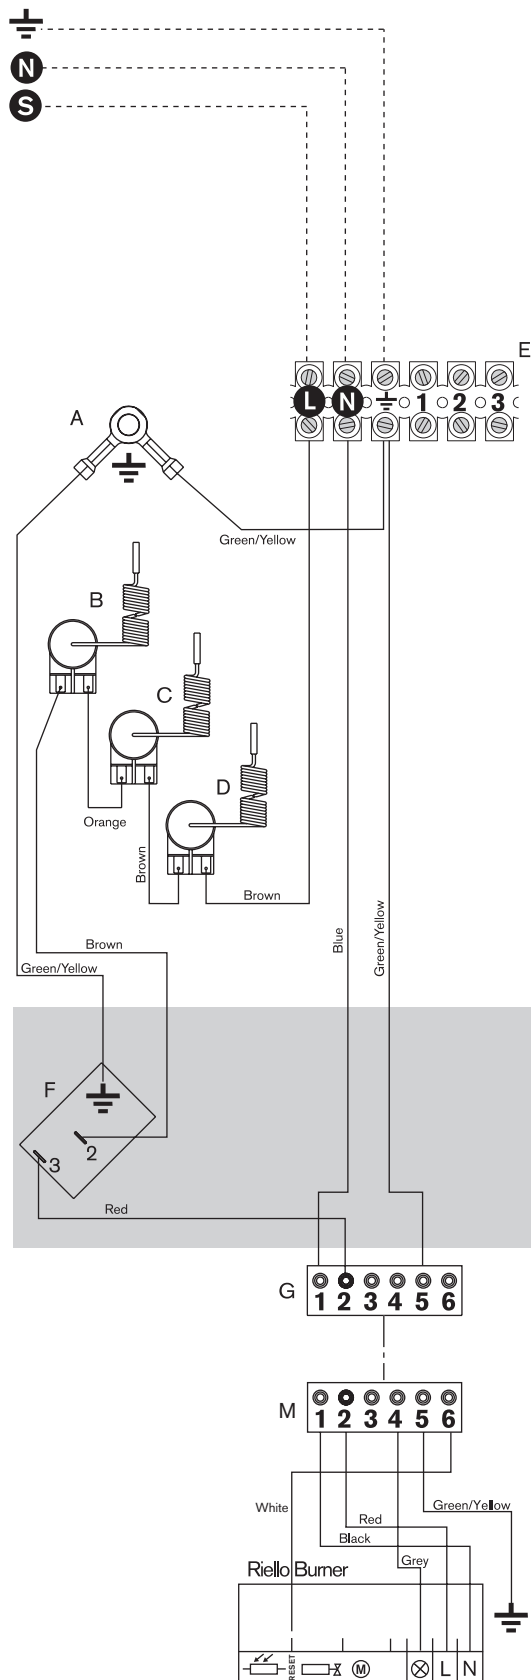 N
S
E
L N 1 2 3
A
Green/Yellow
B
C
D
Orange
Brown
Brown
Brown
Green/Yellow
Blue
Green/Yellow
F
2
3
Red
G
1 2 3 4 5 6
M
1 2 3 4 5 6
White
Green/Yellow
Red
Black
Grey
Riello Burner
RESET
M
L N